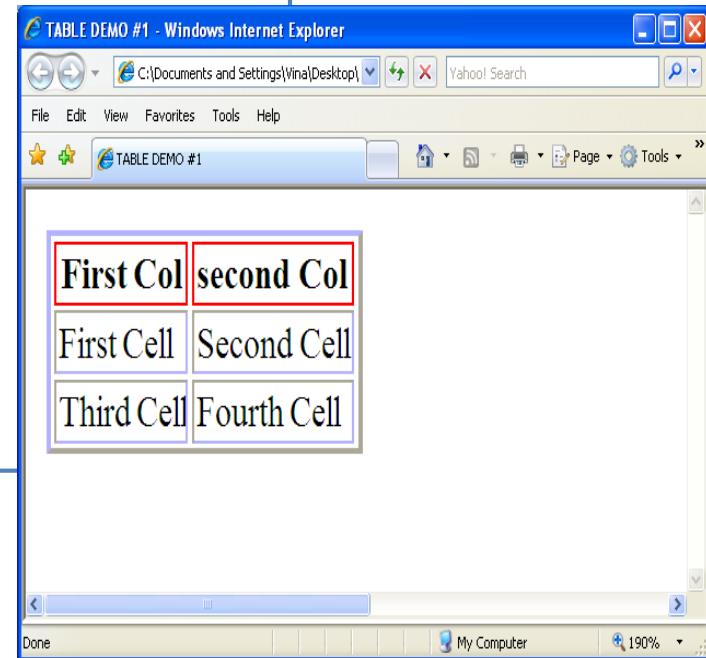 TABLE DEMO #1 - Windows Internet Explorer
C:\Documents and Settings\Vina\Desktop\
Yahoo! Search
File Edit View Favorites Tools Help
TABLE DEMO #1
Page
Tools
»
First Col second Col
First Cell Second Cell
Third Cell Fourth Cell
Done
My Computer
190%